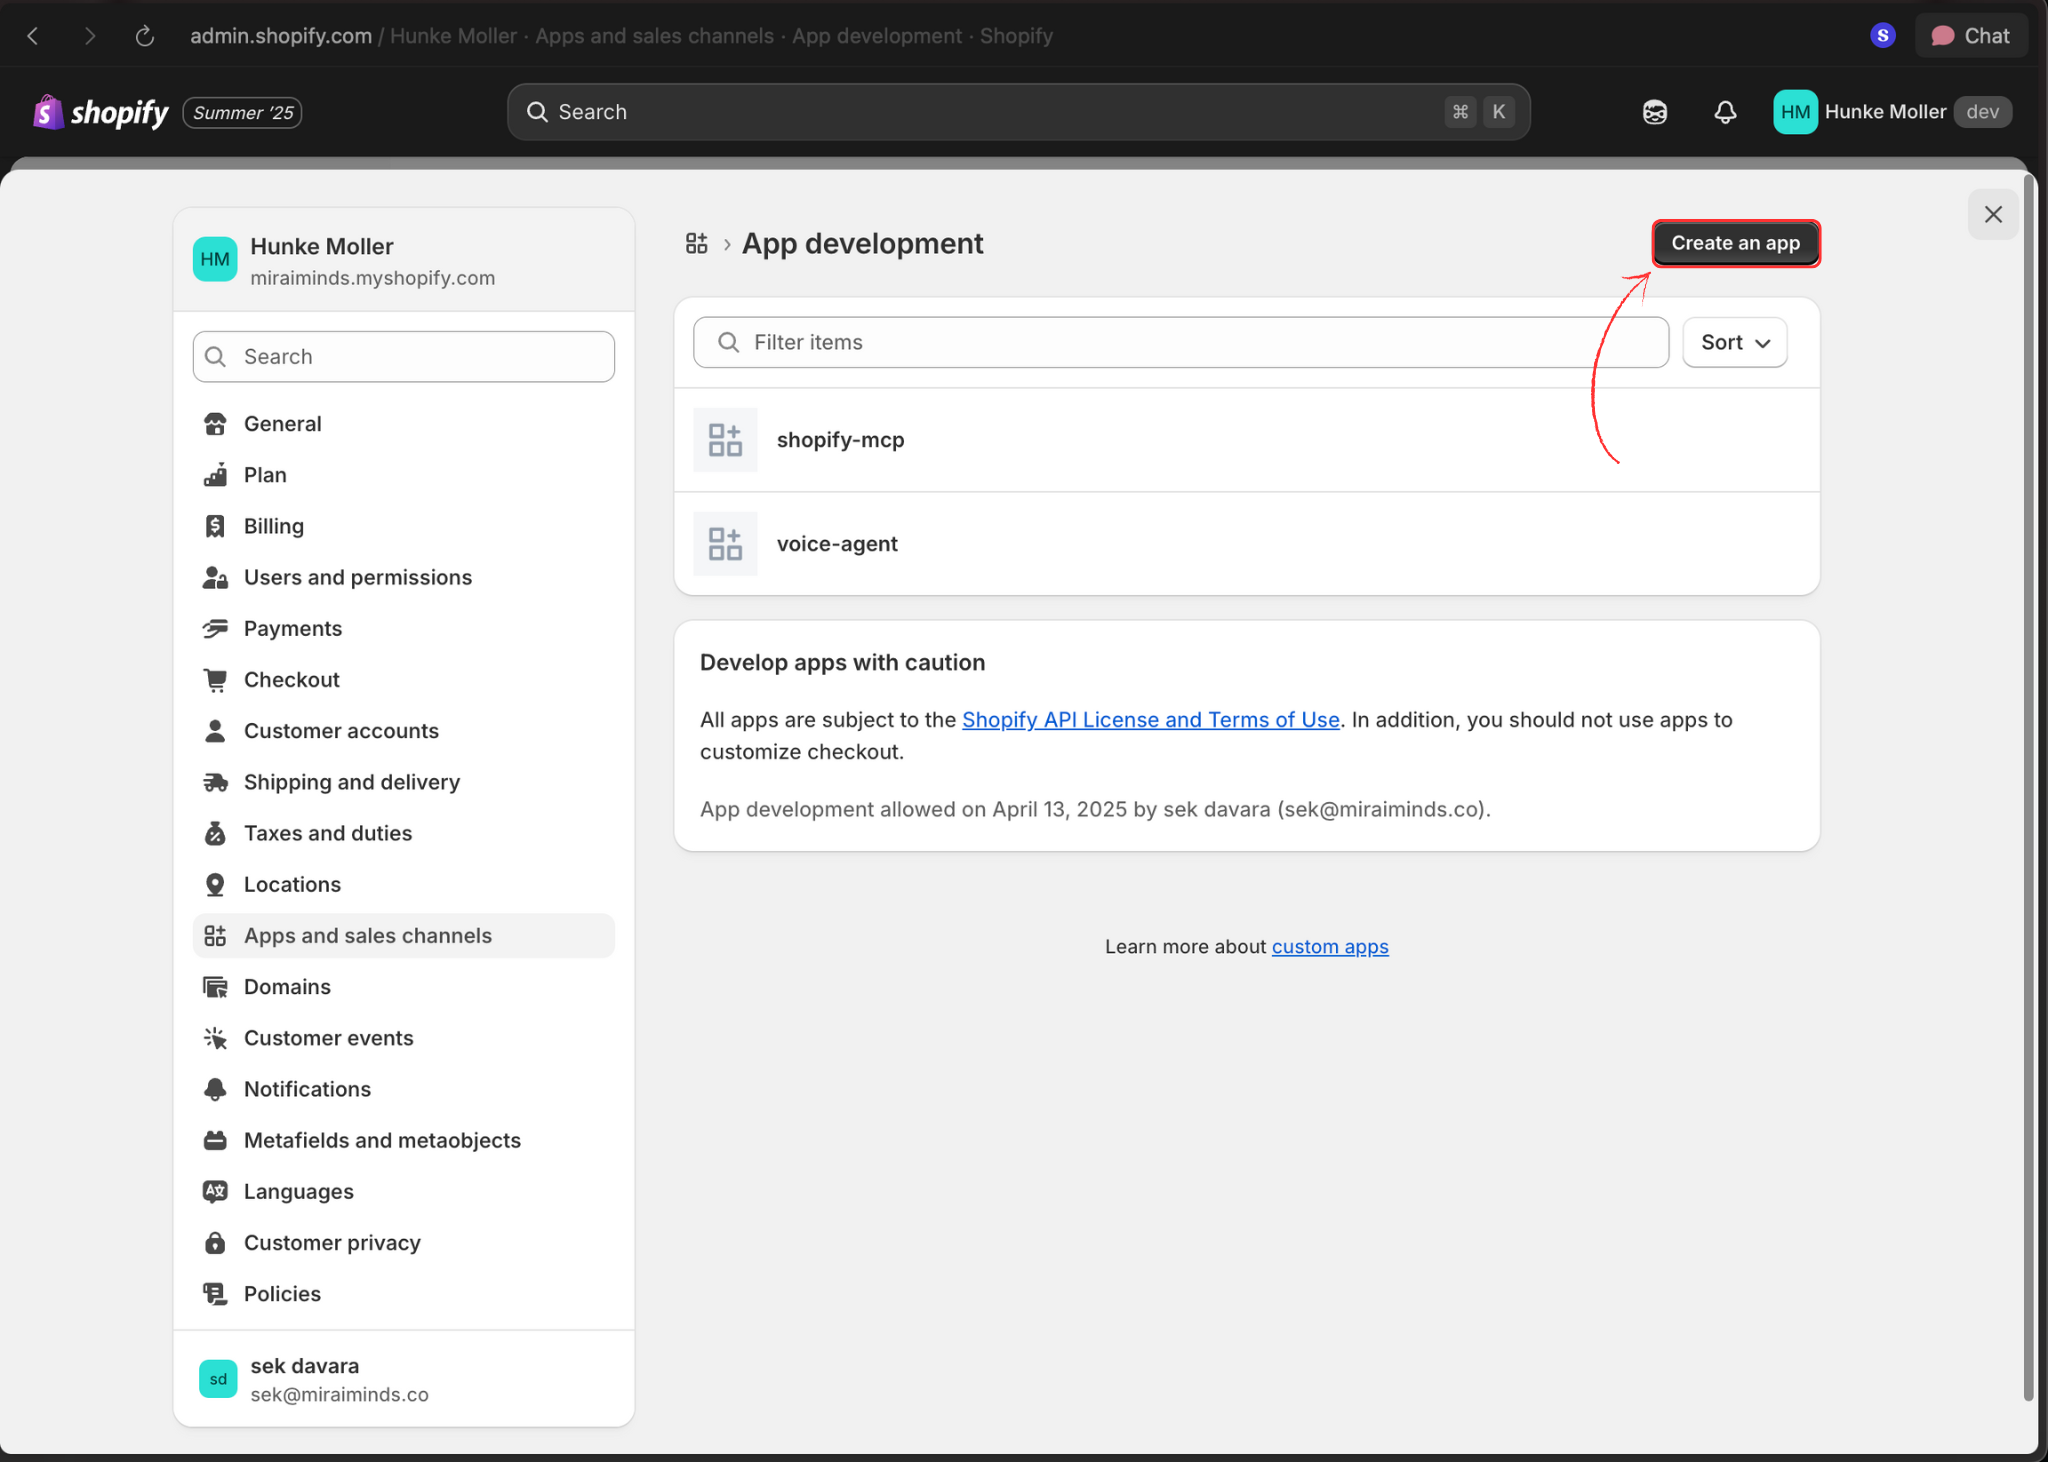 admin.shopify.com / Hunke Moller · Apps and sales channels · App development · Shopify
S
Chat
shopify
Summer '25
Search
⌘ K
HM
Hunke Moller
dev
HM
Hunke Moller
miraiminds.myshopify.com
Search
General
Plan
Billing
Users and permissions
Payments
Checkout
Customer accounts
Shipping and delivery
Taxes and duties
Locations
Apps and sales channels
Domains
Customer events
Notifications
Metafields and metaobjects
Languages
Customer privacy
Policies
sd
sek davara
sek@miraiminds.co
› App development
Create an app
Filter items
Sort
shopify-mcp
voice-agent
Develop apps with caution
All apps are subject to the Shopify API License and Terms of Use. In addition, you should not use apps to
customize checkout.
App development allowed on April 13, 2025 by sek davara (sek@miraiminds.co).
Learn more about custom apps